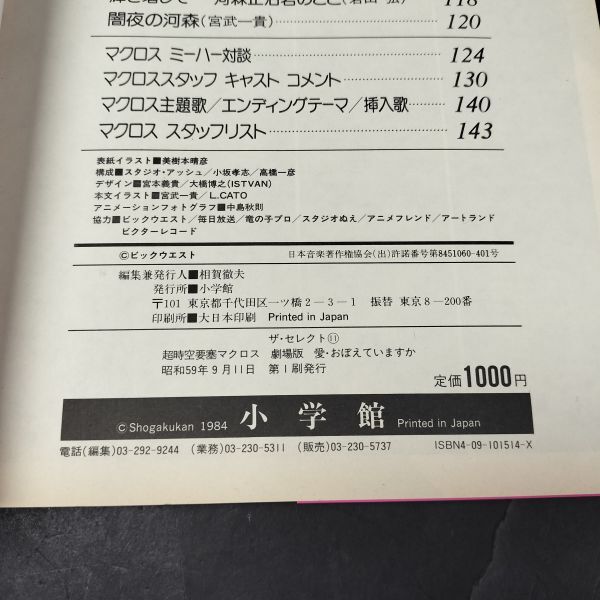 輝き増して 河森正治君のこと(岩田 弘) 118
闇夜の河森(宮武一貴) 120
マクロス ミーハー対談 124
マクロススタッフ キャスト コメント 130
マクロス主題歌/エンディングテーマ/挿入歌 140
マクロス スタッフリスト 143
表紙イラスト■美樹本晴彦
構成■スタジオ・アッシュ/小坂孝志/高橋一彦
デザイン■宮本義貴/大橋博之(ISTVAN)
本文イラスト■宮武一貴/L.CATO
アニメーションフォトグラフ■中島秋則
協力■ビックウエスト/毎日放送/竜の子プロ/スタジオぬえ/アニメフレンド/アートランド
ビクターレコード
©ビックウエスト 日本音楽著作権協会(出)許諾番号第8451060-401号
編集兼発行人■相賀徹夫
発行所■小学館
〒101 東京都千代田区一ツ橋2-3-1 振替 東京8-200番
印刷所■大日本印刷 Printed in Japan
ザ・セレクト⑪
超時空要塞マクロス 劇場版 愛・おぼえていますか
昭和59年9月11日 第1刷発行
定価1000円
© Shogakukan 1984 小学館 Printed in Japan
電話(編集)03-292-9244 (業務)03-230-5311 (販売)03-230-5737 ISBN4-09-101514-X